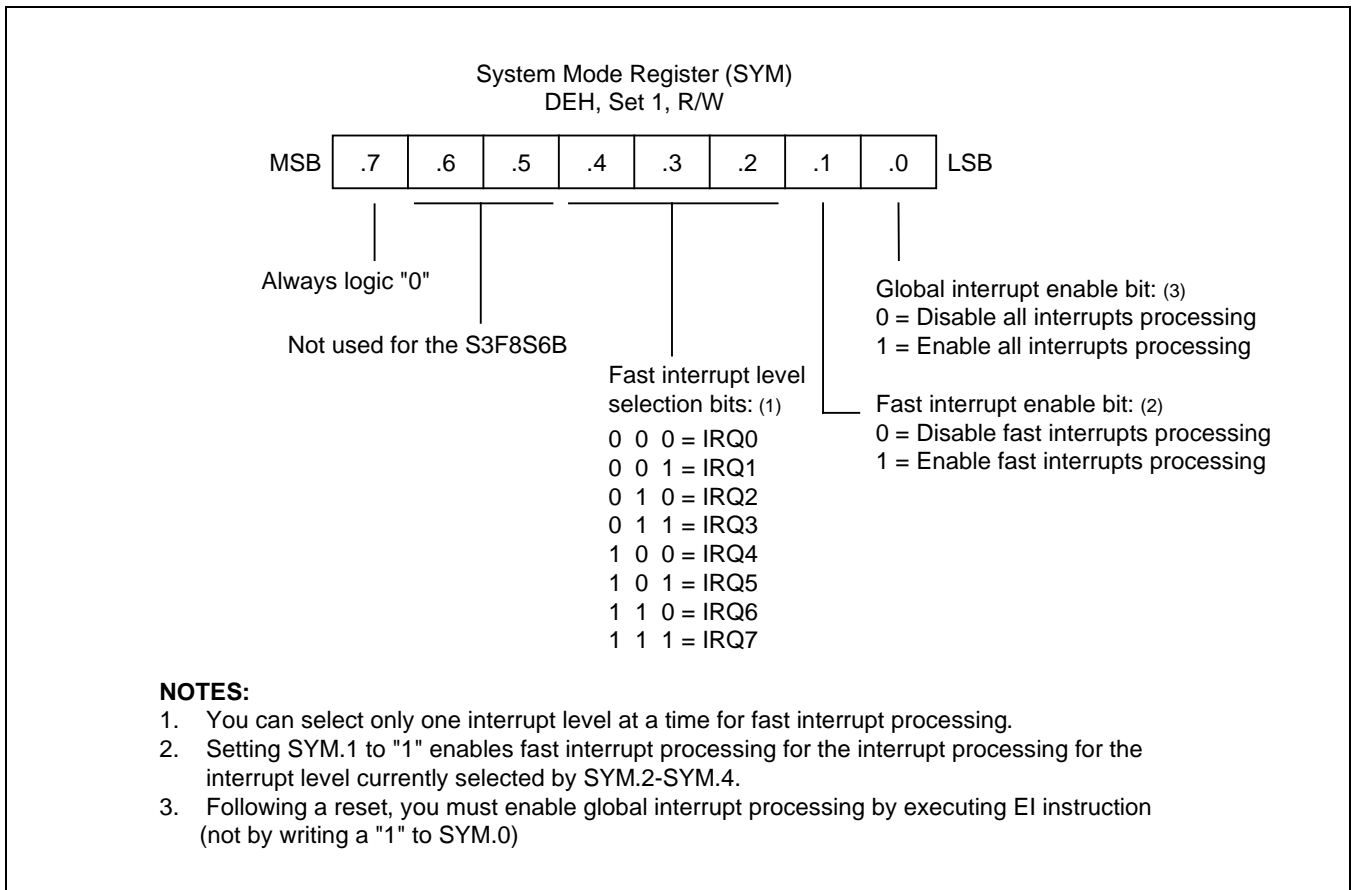 System Mode Register (SYM)
DEH, Set 1, R/W
MSB .7 .6 .5 .4 .3 .2 .1 .0 LSB
Always logic "0"
Not used for the S3F8S6B
Fast interrupt level
selection bits: (1)
0 0 0 = IRQ0
0 0 1 = IRQ1
0 1 0 = IRQ2
0 1 1 = IRQ3
1 0 0 = IRQ4
1 0 1 = IRQ5
1 1 0 = IRQ6
1 1 1 = IRQ7
Global interrupt enable bit: (3)
0 = Disable all interrupts processing
1 = Enable all interrupts processing
Fast interrupt enable bit: (2)
0 = Disable fast interrupts processing
1 = Enable fast interrupts processing
NOTES:
1. You can select only one interrupt level at a time for fast interrupt processing.
2. Setting SYM.1 to "1" enables fast interrupt processing for the interrupt processing for the
interrupt level currently selected by SYM.2-SYM.4.
3. Following a reset, you must enable global interrupt processing by executing EI instruction
(not by writing a "1" to SYM.0)